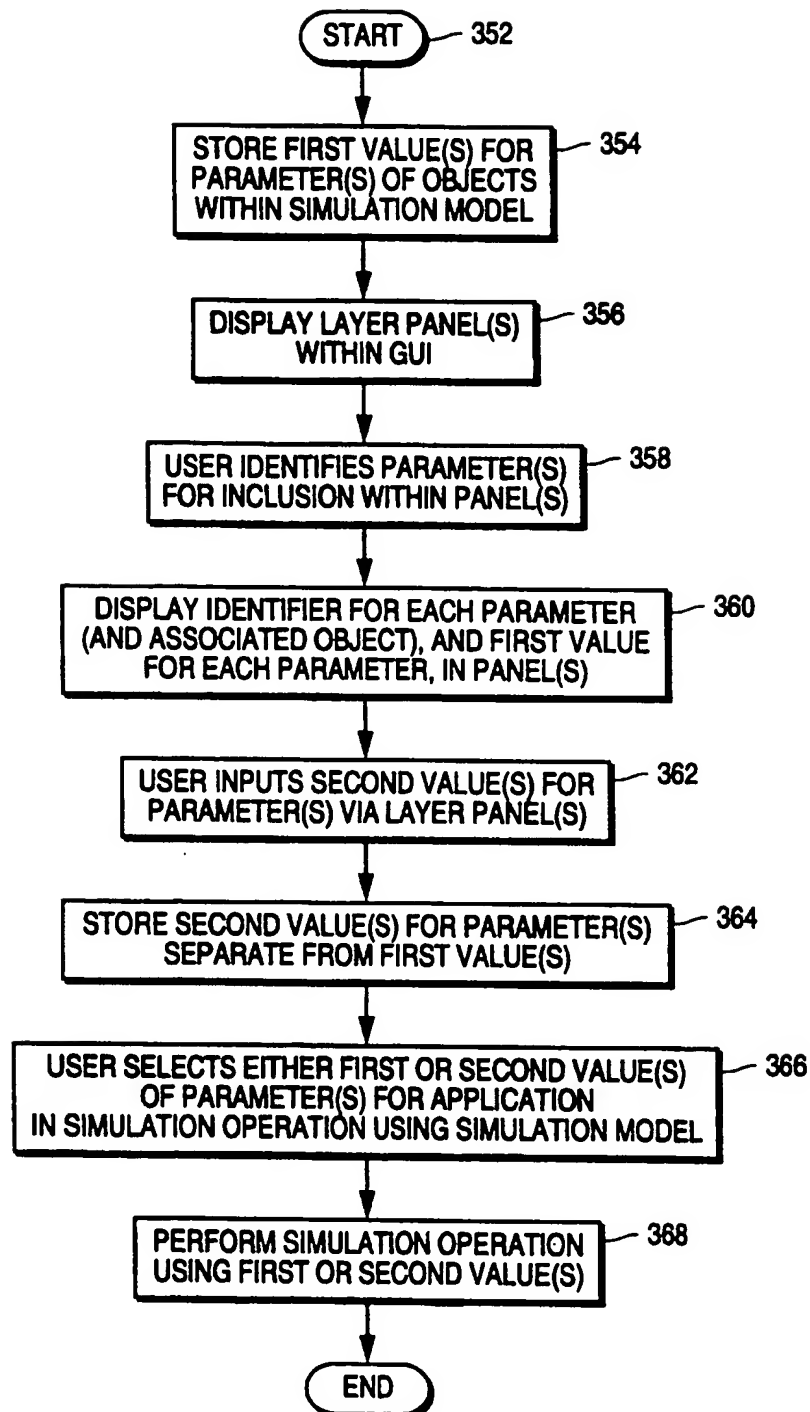 START
352
STORE FIRST VALUE(S) FOR
PARAMETER(S) OF OBJECTS
WITHIN SIMULATION MODEL
354
DISPLAY LAYER PANEL(S)
WITHIN GUI
356
USER IDENTIFIES PARAMETER(S)
FOR INCLUSION WITHIN PANEL(S)
358
DISPLAY IDENTIFIER FOR EACH PARAMETER
(AND ASSOCIATED OBJECT), AND FIRST VALUE
FOR EACH PARAMETER, IN PANEL(S)
360
USER INPUTS SECOND VALUE(S) FOR
PARAMETER(S) VIA LAYER PANEL(S)
362
STORE SECOND VALUE(S) FOR PARAMETER(S)
SEPARATE FROM FIRST VALUE(S)
364
USER SELECTS EITHER FIRST OR SECOND VALUE(S)
OF PARAMETER(S) FOR APPLICATION
IN SIMULATION OPERATION USING SIMULATION MODEL
366
PERFORM SIMULATION OPERATION
USING FIRST OR SECOND VALUE(S)
368
END